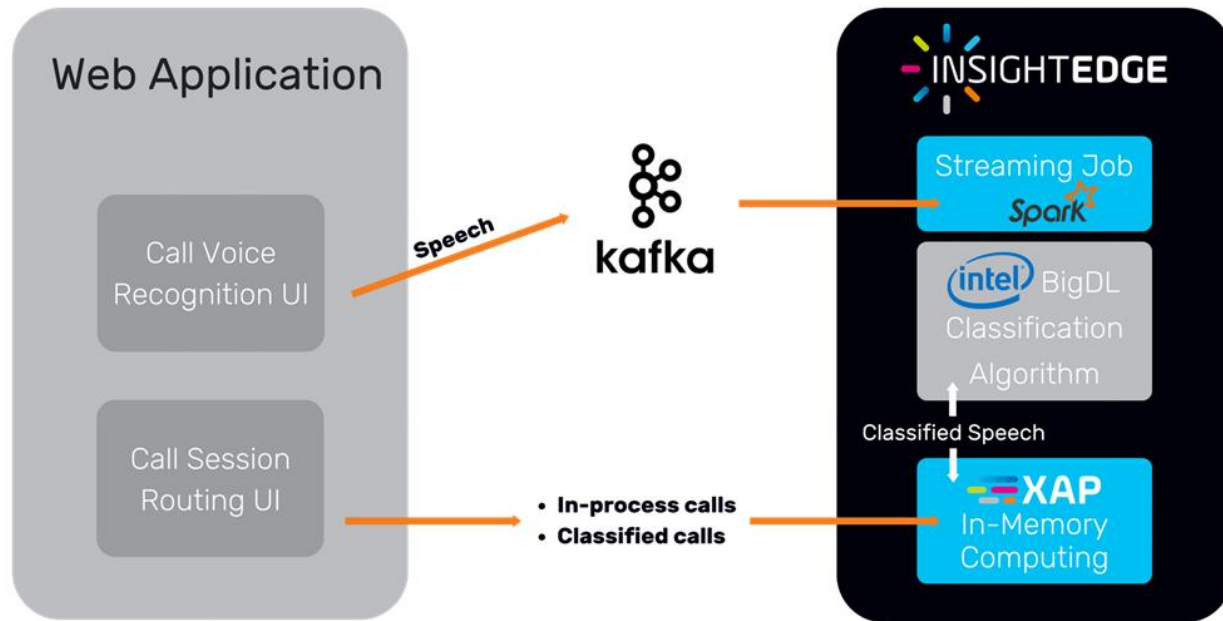 Web Application
Call Voice
Recognition UI
Call Session
Routing UI
Speech
kafka
• In-process calls
• Classified calls
INSIGHTEDGE
Streaming Job
Spark
intel BigDL
Classification
Algorithm
Classified Speech
XAP
In-Memory
Computing